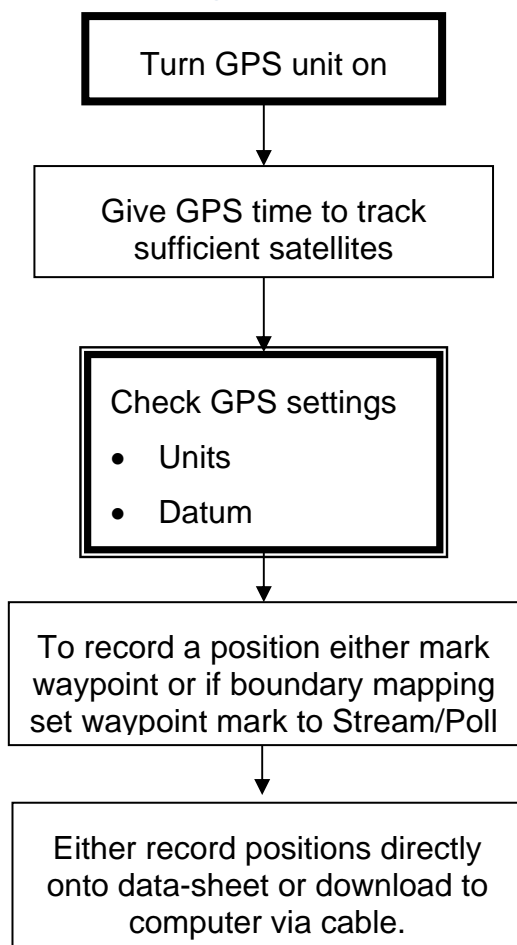 Turn GPS unit on
Give GPS time to track
sufficient satellites
Check GPS settings
• Units
• Datum
To record a position either mark
waypoint or if boundary mapping
set waypoint mark to Stream/Poll
Either record positions directly
onto data-sheet or download to
computer via cable.